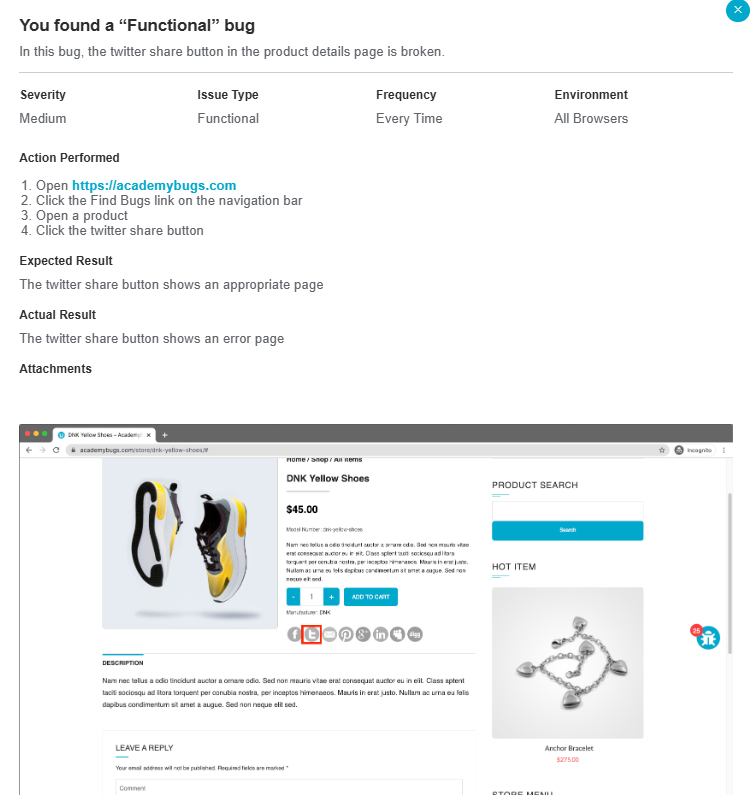 You found a “Functional” bug
In this bug, the twitter share button in the product details page is broken.
Severity
Issue Type
Frequency
Environment
Medium
Functional
Every Time
All Browsers
Action Performed
1. Open https://academybugs.com
2. Click the Find Bugs link on the navigation bar
3. Open a product
4. Click the twitter share button
Expected Result
The twitter share button shows an appropriate page
Actual Result
The twitter share button shows an error page
Attachments
DNK Yellow Shoes – Academy
academybugs.com/store/dnk-yellow-shoes/#
Incognito
Home / Shop / All Items
DNK Yellow Shoes
$45.00
Model Number: dnk-yellow-shoes
Nam nec tellus a odio tincidunt auctor a ornare odio. Sed non mauris vitae
erat consequat auctor eu in elit. Class aptent taciti sociosqu ad litora
torquent per conubia nostra, per inceptos himenaeos. Mauris in erat justo.
Nullam ac urna eu felis dapibus condimentum sit amet a augue. Sed non
neque elit sed.
- 1 + ADD TO CART
Manufacturer: DNK
PRODUCT SEARCH
Search
HOT ITEM
25
Anchor Bracelet
$275.00
STORE MENU
DESCRIPTION
Nam nec tellus a odio tincidunt auctor a ornare odio. Sed non mauris vitae erat consequat auctor eu in elit. Class aptent
taciti sociosqu ad litora torquent per conubia nostra, per inceptos himenaeos. Mauris in erat justo. Nullam ac urna eu felis
dapibus condimentum sit amet a augue. Sed non neque elit sed.
LEAVE A REPLY
Your email address will not be published. Required fields are marked *
Comment